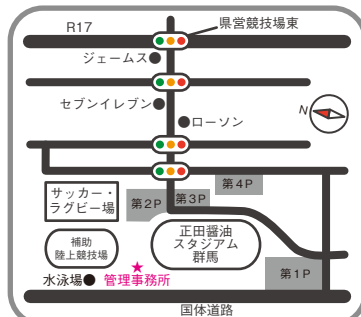 R17
県営競技場東
ジェームス
セブンイレブン
ローソン
N
第4P
第3P
第2P
サッカー・
ラグビー場
正田醤油
スタジアム
群馬
補助
陸上競技場
第1P
水泳場
管理事務所
国体道路